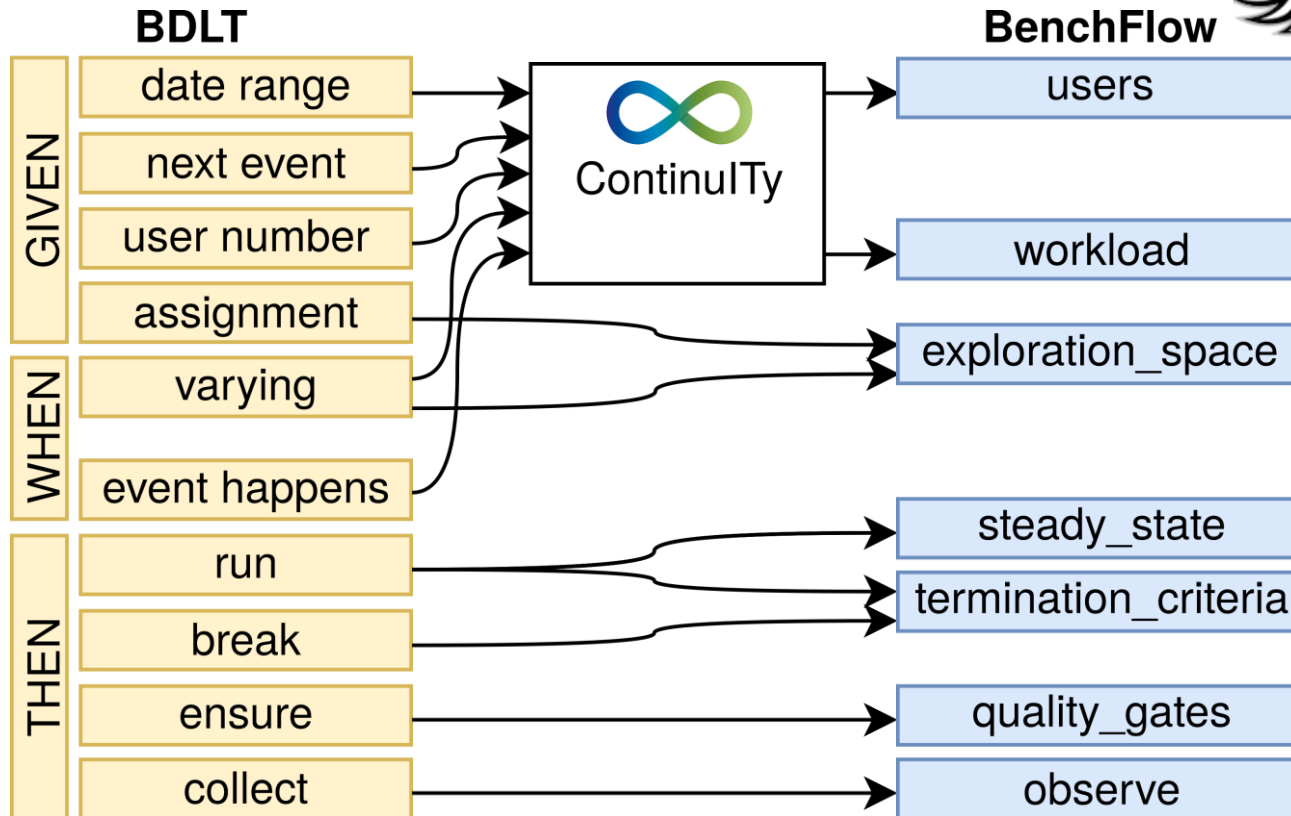 BDLT
BenchFlow
GIVEN
date range
next event
user number
assignment
WHEN
varying
event happens
THEN
run
break
ensure
collect
ContinuITy
users
workload
exploration_space
steady_state
termination_criteria
quality_gates
observe